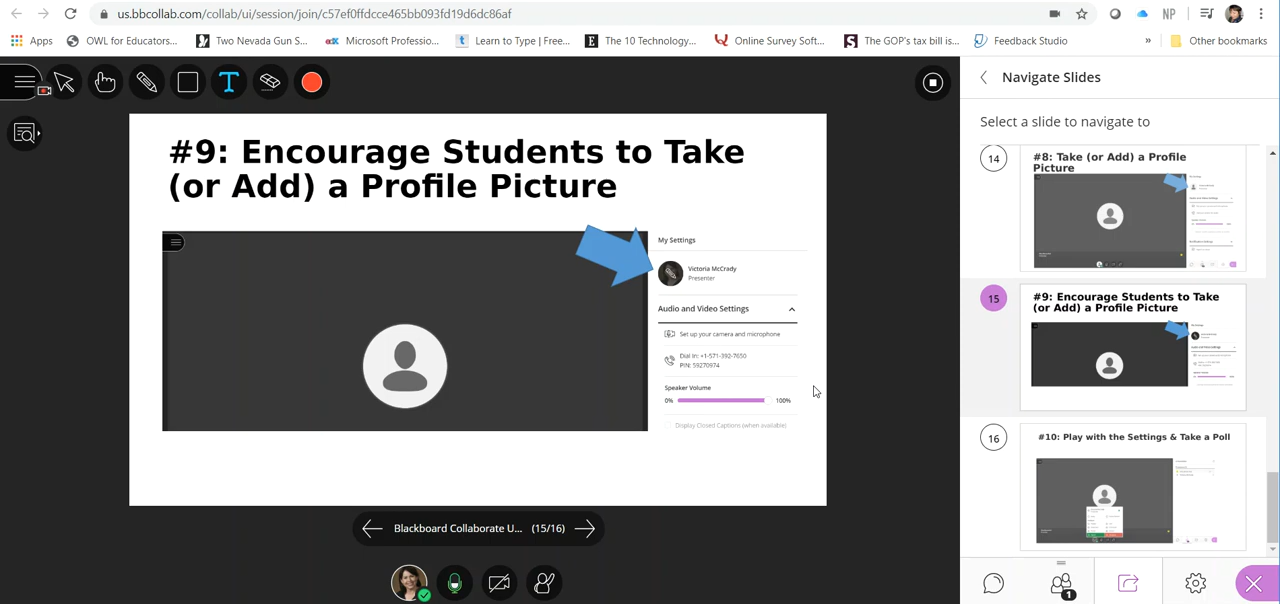 us.bbcollab.com/collab/ui/session/join/c57ef0ffdcce465bb093fd19d6dc86af
NP
Apps
OWL for Educators...
Two Nevada Gun S...
Microsoft Professio...
Learn to Type | Free...
The 10 Technology...
Online Survey Soft...
The GOP's tax bill is...
Feedback Studio
»
Other bookmarks
T
#9: Encourage Students to Take
(or Add) a Profile Picture
My Settings
Victoria McCrady
Presenter
Audio and Video Settings
Set up your camera and microphone
Dial In: +1-571-392-7650
PIN: 59270974
Speaker Volume
0%
100%
Display Closed Captions (when available)
Blackboard Collaborate U... (15/16)
Navigate Slides
Select a slide to navigate to
14
#8: Take (or Add) a Profile
Picture
15
#9: Encourage Students to Take
(or Add) a Profile Picture
16
#10: Play with the Settings & Take a Poll
1